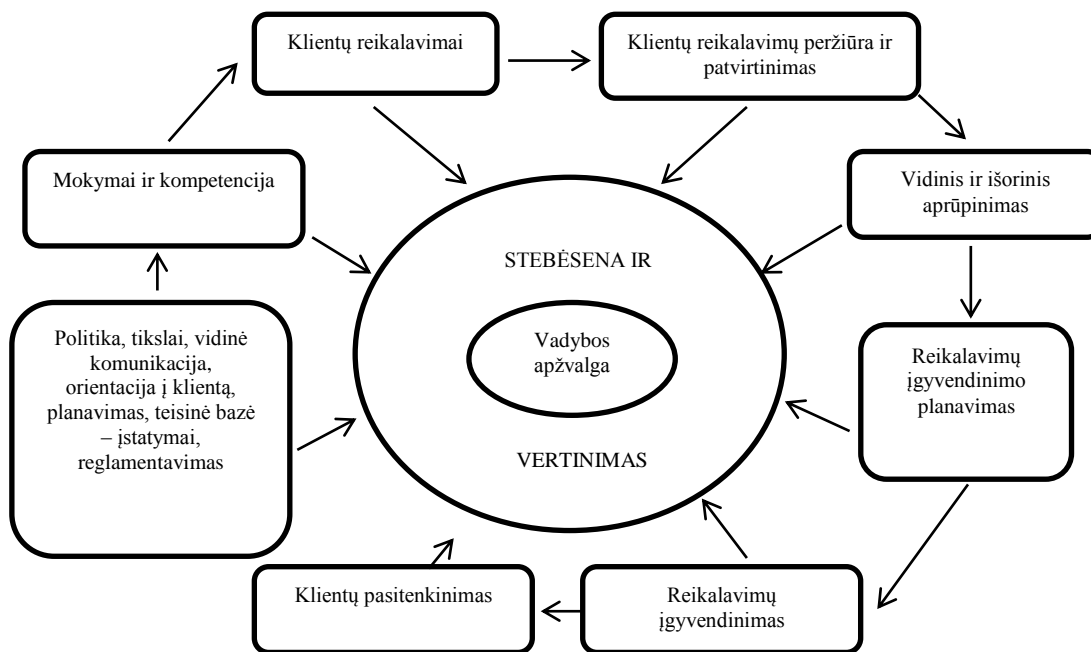 Klientų reikalavimai
Klientų reikalavimų peržiūra ir
patvirtinimas
Mokymai ir kompetencija
Vidinis ir išorinis
aprūpinimas
STEBĖSENA IR
Vadybos
apžvalga
VERTINIMAS
Politika, tikslai, vidinė
komunikacija,
orientacija į klientą,
planavimas, teisinė bazė
– įstatymai,
reglamentavimas
Reikalavimų
įgyvendinimo
planavimas
Klientų pasitenkinimas
Reikalavimų
įgyvendinimas